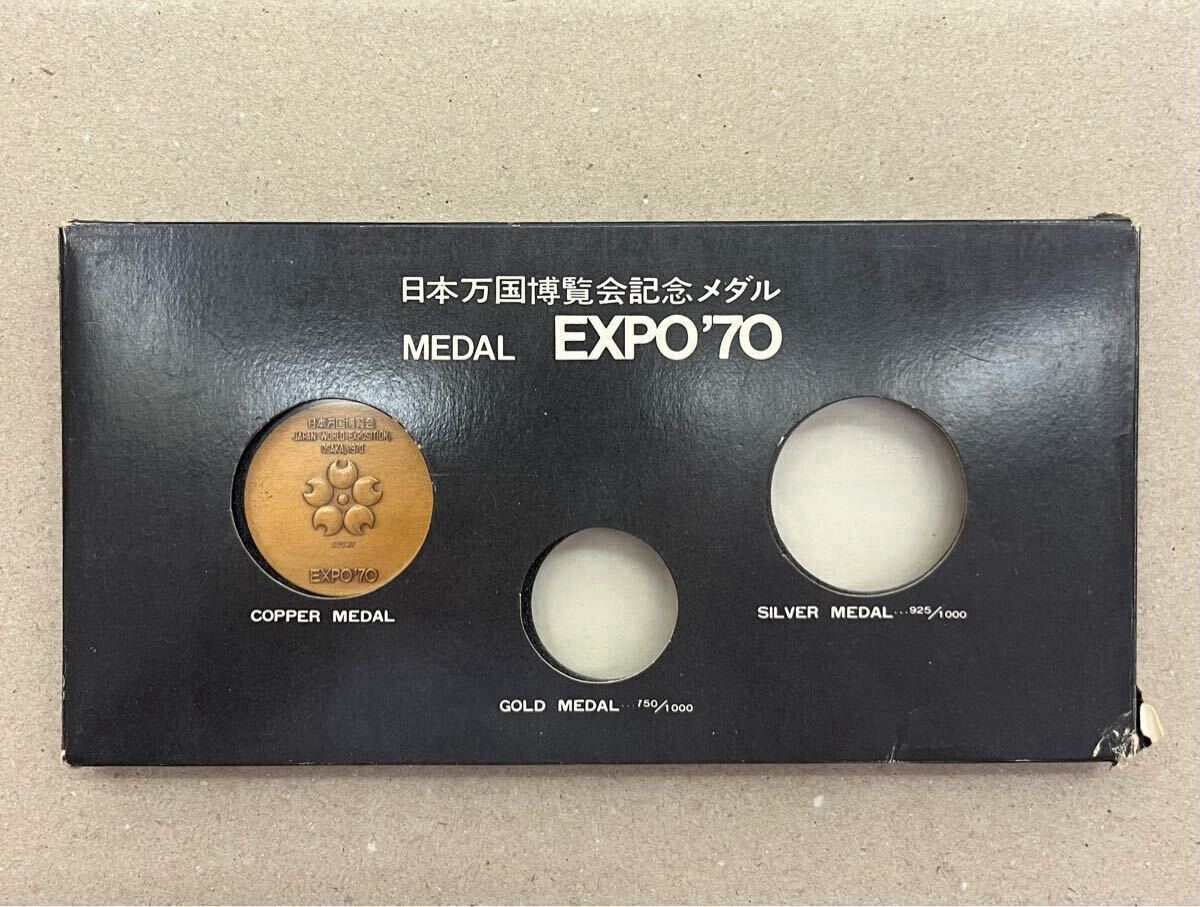 日本万国博覧会記念メダル
MEDAL EXPO'70
日本万国博覧会
JAPAN WORLD EXPOSITION,
OSAKA, 1970
EXPO'70
COPPER MEDAL
GOLD MEDAL...750/1000
SILVER MEDAL...925/1000